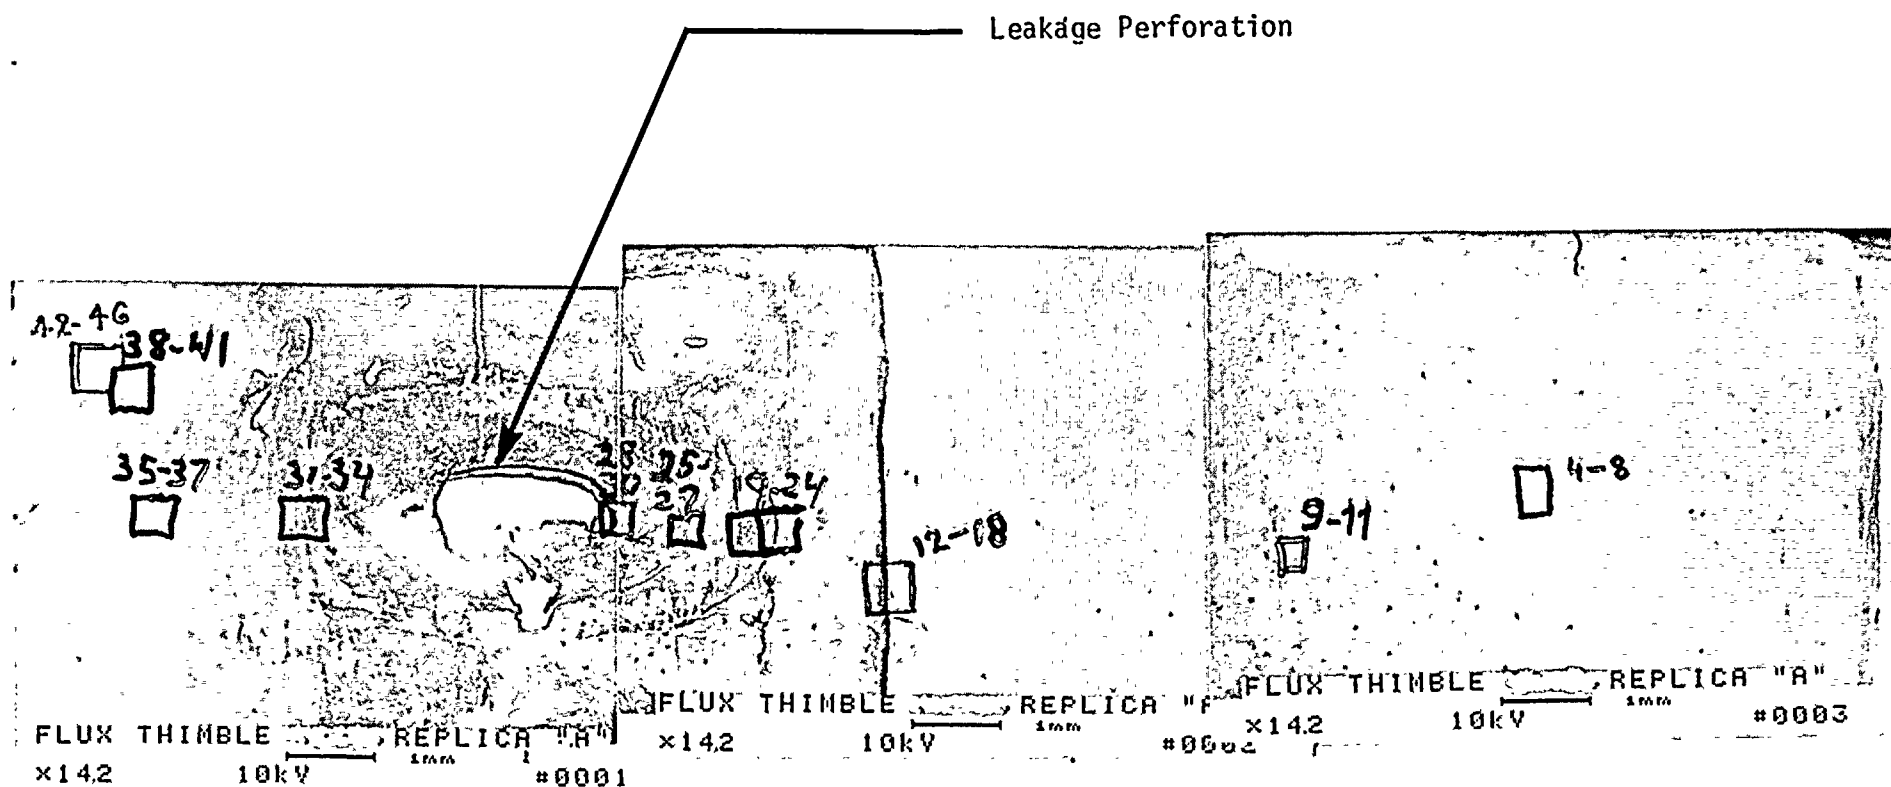 Leakage Perforation
42-46
38-41
35-37
31-34
28
30
25-
27
24
12-18
9-11
4-8
FLUX THIMBLE REPLICA "A"
1mm
x14.2 10kV #0001
FLUX THIMBLE REPLICA
1mm
x14.2 10kV #0002
FLUX THIMBLE REPLICA "A"
1mm
x14.2 10kV #0003